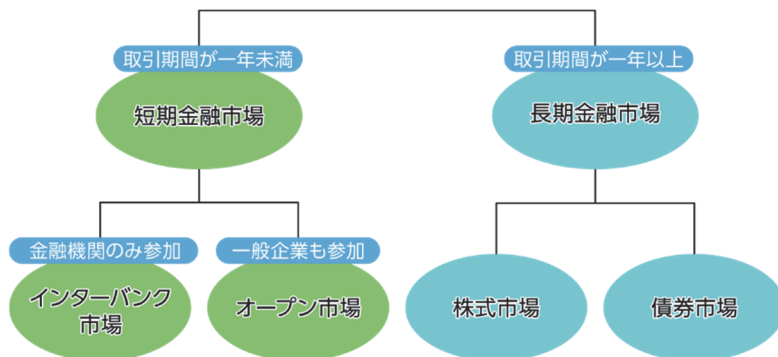 取引期間が一年未満
取引期間が一年以上
短期金融市場
長期金融市場
金融機関のみ参加
一般企業も参加
インターバンク
市場
オープン市場
株式市場
債券市場